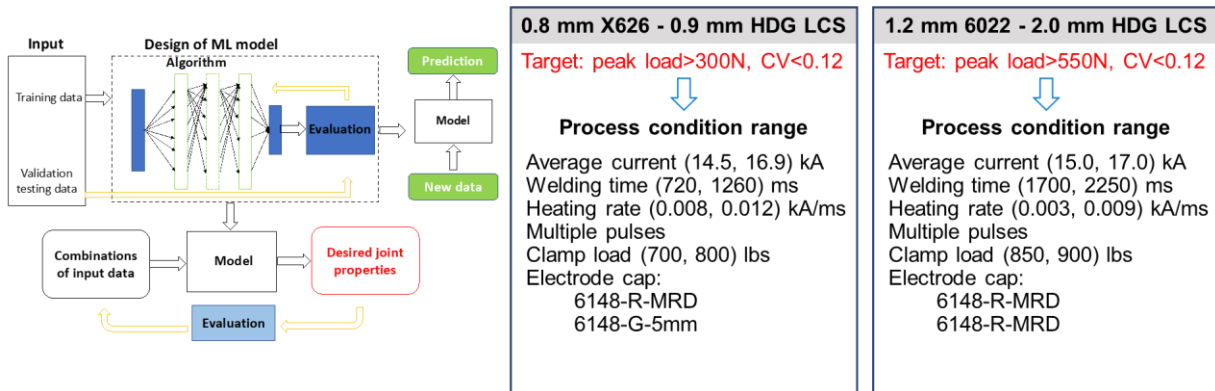 Input
Training data
Validation
testing data
Design of ML model
Algorithm
Evaluation
Prediction
Model
New data
Combinations
of input data
Model
Desired joint
properties
Evaluation
0.8 mm X626 - 0.9 mm HDG LCS
Target: peak load>300N, CV<0.12
Process condition range
Average current (14.5, 16.9) kA
Welding time (720, 1260) ms
Heating rate (0.008, 0.012) kA/ms
Multiple pulses
Clamp load (700, 800) lbs
Electrode cap:
6148-R-MRD
6148-G-5mm
1.2 mm 6022 - 2.0 mm HDG LCS
Target: peak load>550N, CV<0.12
Process condition range
Average current (15.0, 17.0) kA
Welding time (1700, 2250) ms
Heating rate (0.003, 0.009) kA/ms
Multiple pulses
Clamp load (850, 900) lbs
Electrode cap:
6148-R-MRD
6148-R-MRD